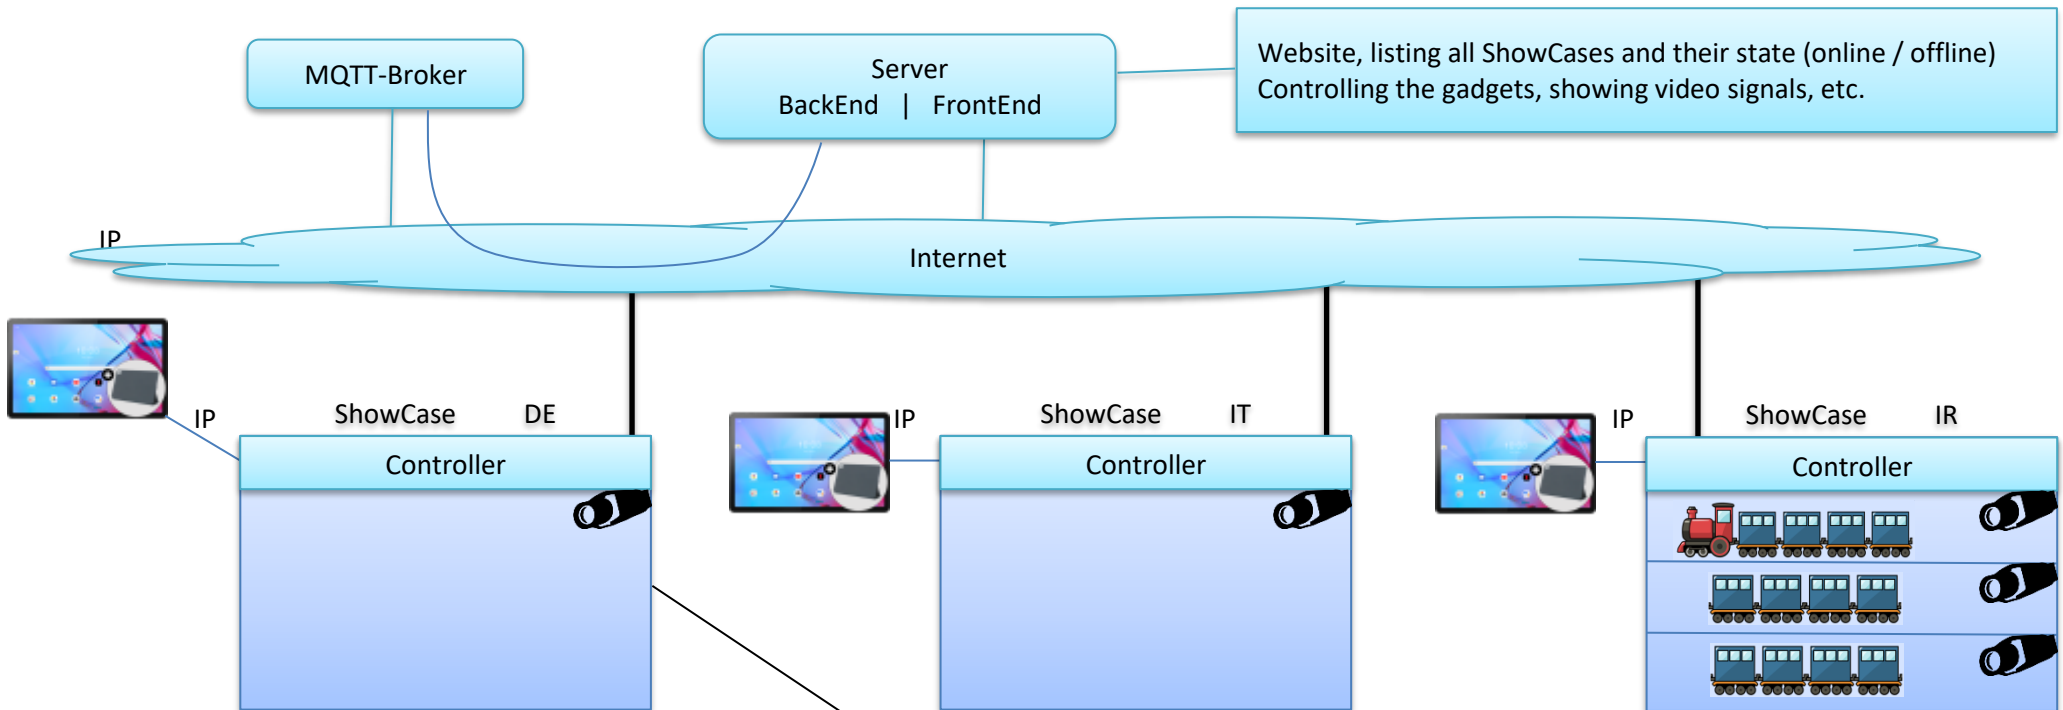 MQTT-Broker
Server
BackEnd | FrontEnd
Website, listing all ShowCases and their state (online / offline)
Controlling the gadgets, showing video signals, etc.
IP
Internet
IP
ShowCase DE
IP
ShowCase IT
IP
ShowCase IR
Controller
Controller
Controller